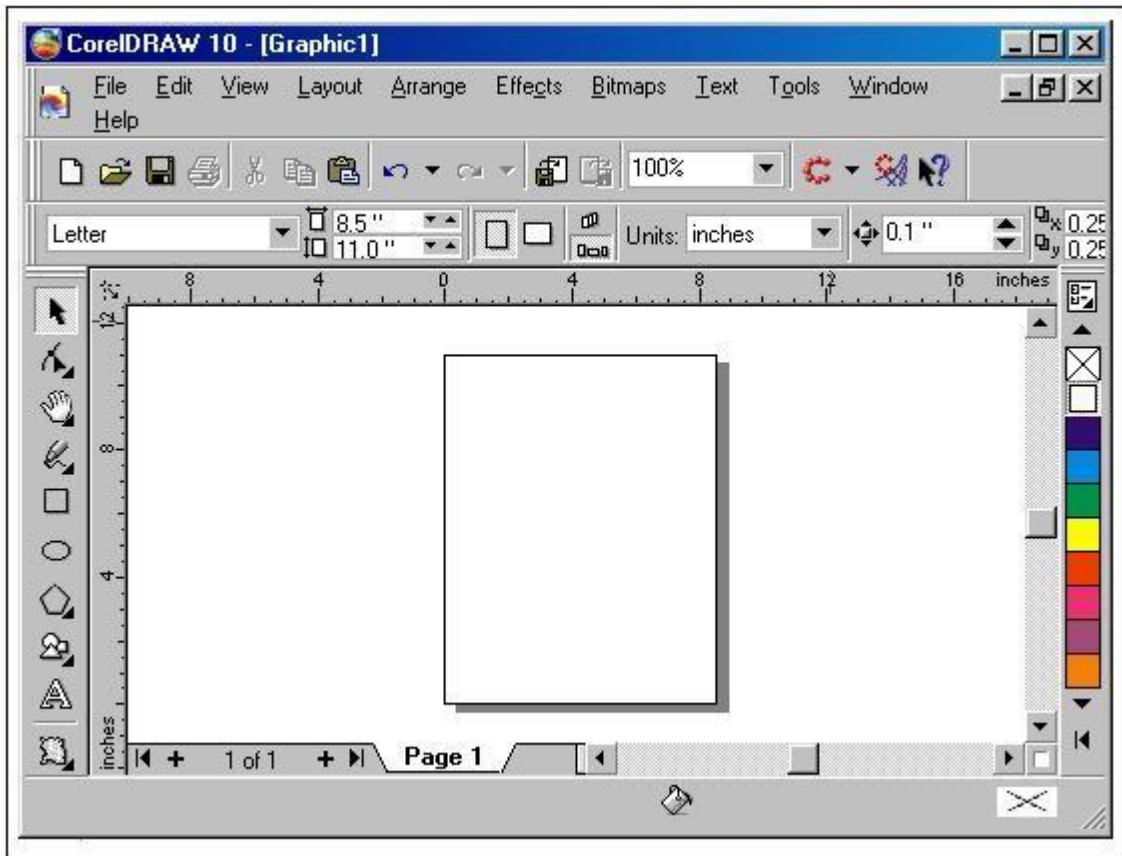 CorelDRAW 10 - [Graphic1]
File Edit View Layout Arrange Effects Bitmaps Text Tools Window
Help
100%
Letter 8.5 " 11.0 " Units: inches 0.1 " x 0.25 y 0.25
8 4 0 4 8 12 16 inches
12
8
4
inches
1 of 1 Page 1